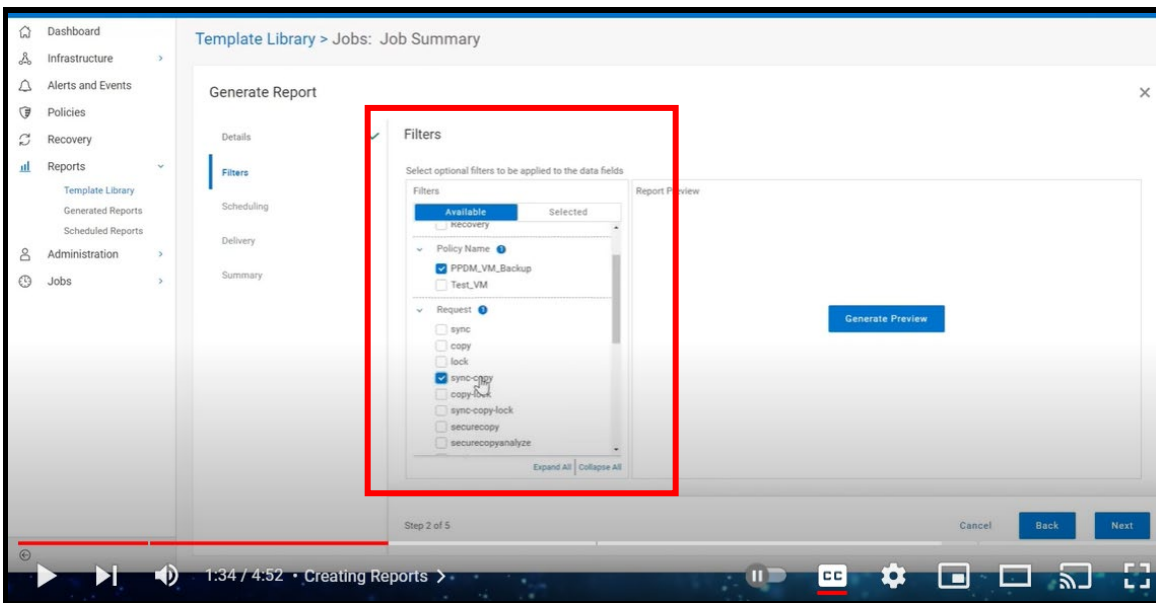 Dashboard
Infrastructure
Alerts and Events
Policies
Recovery
Reports
Template Library
Generated Reports
Scheduled Reports
Administration
Jobs
Template Library > Jobs: Job Summary
Generate Report
Details
Filters
Scheduling
Delivery
Summary
Filters
Select optional filters to be applied to the data fields
Filters
Available
Selected
Recovery
Policy Name 1
PPDM_VM_Backup
Test_VM
Request 1
sync
copy
lock
sync-copy
copy-lock
sync-copy-lock
securecopy
securecopyanalyze
Expand All
Collapse All
Report Preview
Generate Preview
Step 2 of 5
Cancel
Back
Next
1:34 / 4:52 • Creating Reports >
CC